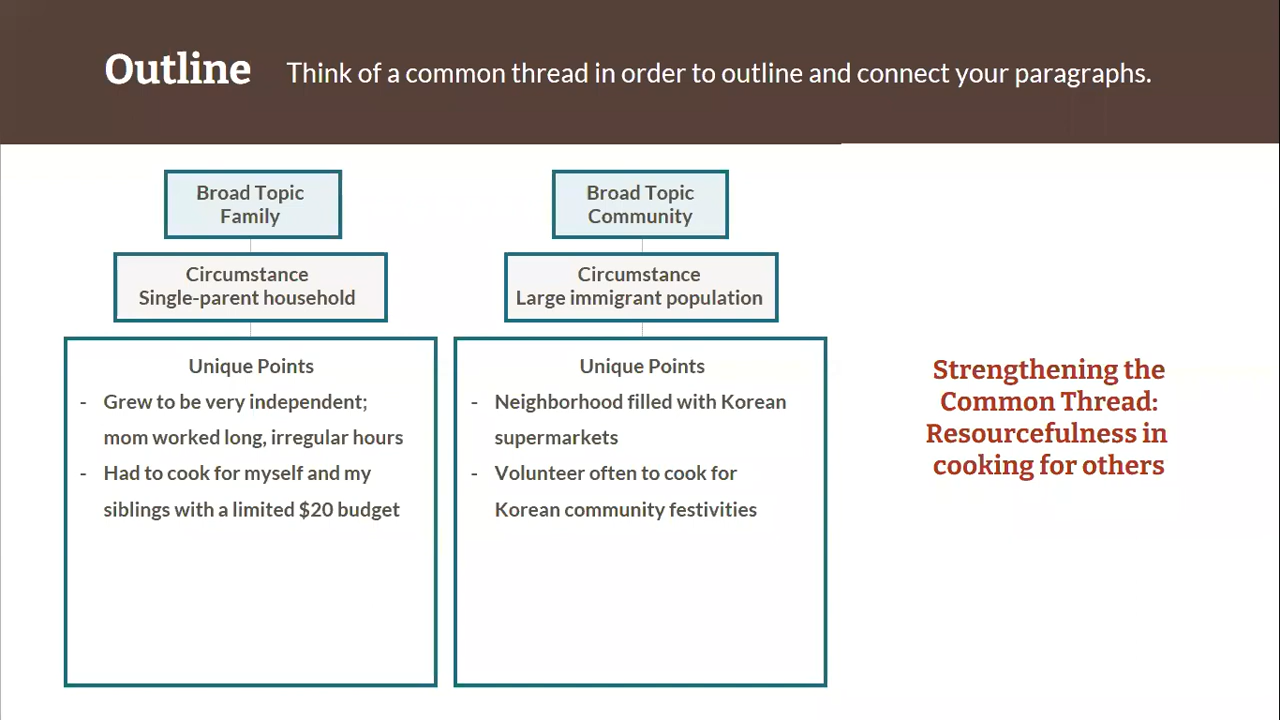 Outline Think of a common thread in order to outline and connect your paragraphs.
Broad Topic
Family
Circumstance
Single-parent household
Unique Points
- Grew to be very independent;
mom worked long, irregular hours
- Had to cook for myself and my
siblings with a limited $20 budget
Broad Topic
Community
Circumstance
Large immigrant population
Unique Points
- Neighborhood filled with Korean
supermarkets
- Volunteer often to cook for
Korean community festivities
Strengthening the
Common Thread:
Resourcefulness in
cooking for others